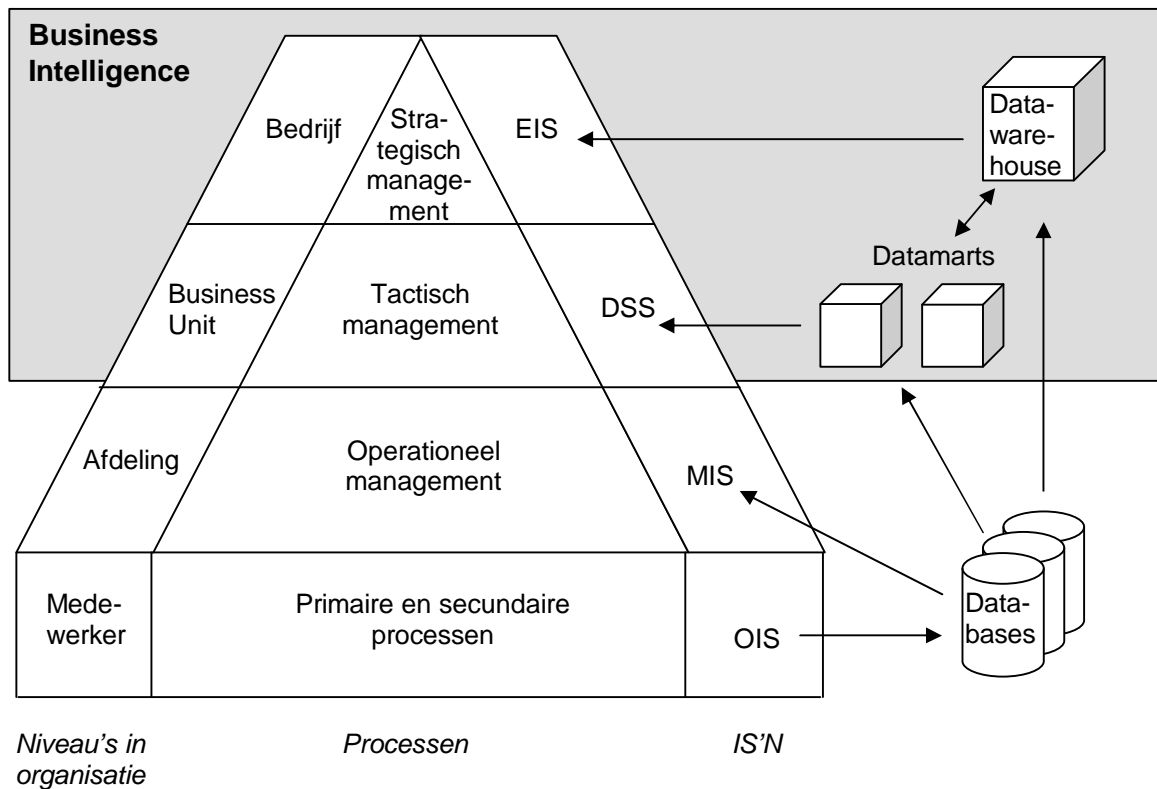 Business
Intelligence
Bedrijf
Stra-
tegisch
manage-
ment
EIS
Data-
ware-
house
Datamarts
Business
Unit
Tactisch
management
DSS
Afdeling
Operationeel
management
MIS
Mede-
werker
Primaire en secundaire
processen
OIS
Data-
bases
Niveau's in
organisatie
Processen
IS'N